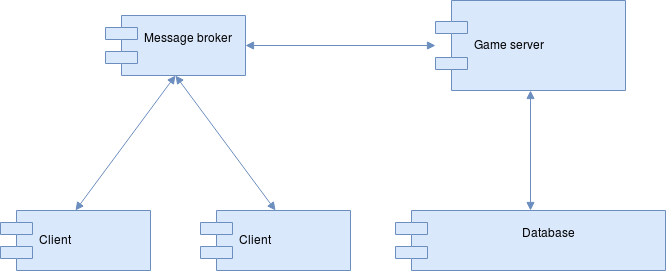 Message broker
Game server
Client
Client
Database